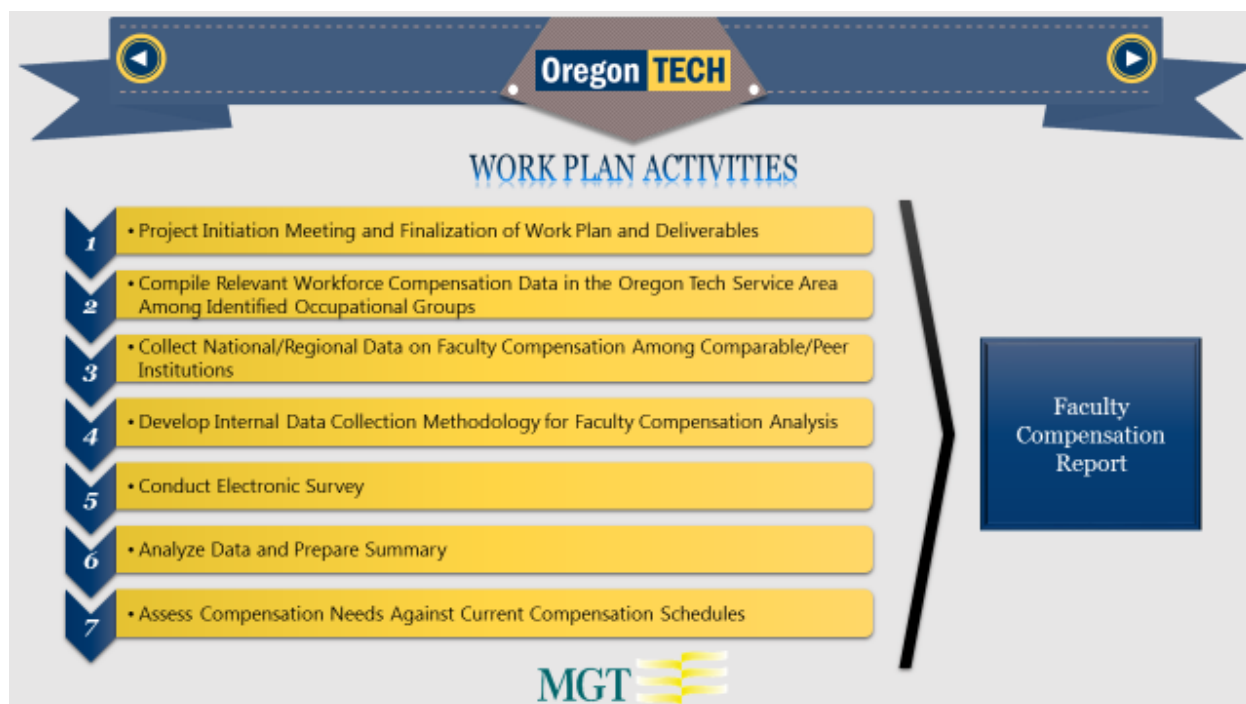 Oregon TECH
WORK PLAN ACTIVITIES
1
• Project Initiation Meeting and Finalization of Work Plan and Deliverables
2
• Compile Relevant Workforce Compensation Data in the Oregon Tech Service Area
Among Identified Occupational Groups
3
• Collect National/Regional Data on Faculty Compensation Among Comparable/Peer
Institutions
4
• Develop Internal Data Collection Methodology for Faculty Compensation Analysis
5
• Conduct Electronic Survey
6
• Analyze Data and Prepare Summary
7
• Assess Compensation Needs Against Current Compensation Schedules
Faculty
Compensation
Report
MGT